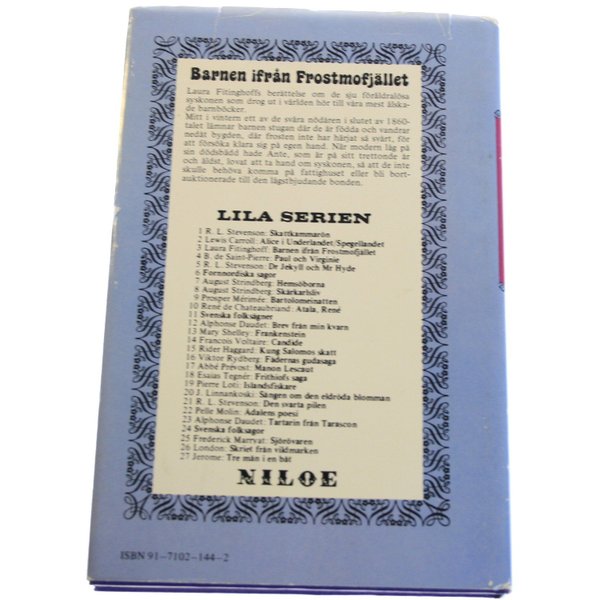 Barnen ifrån Frostmofjället
Laura Fitinghoffs berättelse om de sju föräldralösa
syskonen som drog ut i världen hör till våra mest älska-
de barnböcker.
Mitt i vintern ett av de svåra nödåren i slutet av 1860-
talet lämnar barnen stugan där de är födda och vandrar
nedåt bygden, där frosten inte har härjat så svårt, för
att försöka klara sig på egen hand. När modern låg på
sin dödsbädd hade Ante, som är på sitt trettonde år
och äldst, lovat att ta hand om syskonen, så att de inte
skulle behöva komma på fattighuset eller bli bort-
auktionerade till den lägstbjudande bonden.
LILA SERIEN
1 R. L. Stevenson: Skattkammarön
2 Lewis Carroll: Alice i Underlandet/Spegellandet
3 Laura Fitinghoff: Barnen ifrån Frostmofjället
4 B. de Saint-Pierre: Paul och Virginie
5 R. L. Stevenson: Dr Jekyll och Mr Hyde
6 Fornnordiska sagor
7 August Strindberg: Hemsöborna
8 August Strindberg: Skärkarlsliv
9 Prosper Mérimée: Bartolomeinatten
10 René de Chateaubriand: Atala, René
11 Svenska folksägner
12 Alphonse Daudet: Brev från min kvarn
13 Mary Shelley: Frankenstein
14 Francois Voltaire: Candide
15 Rider Haggard: Kung Salomos skatt
16 Viktor Rydberg: Fädernas gudasaga
17 Abbé Prévost: Manon Lescaut
18 Esaias Tegnér: Frithiofs saga
19 Pierre Loti: Islandsfiskare
20 J. Linnankoski: Sången om den eldröda blomman
21 R. L. Stevenson: Den svarta pilen
22 Pelle Molin: Ådalens poesi
23 Alphonse Daudet: Tartarin från Tarascon
24 Svenska folksagor
25 Frederick Marryat: Sjörövaren
26 London: Skriet från vildmarken
27 Jerome: Tre män i en båt
NILOE
ISBN 91–7102–144–2